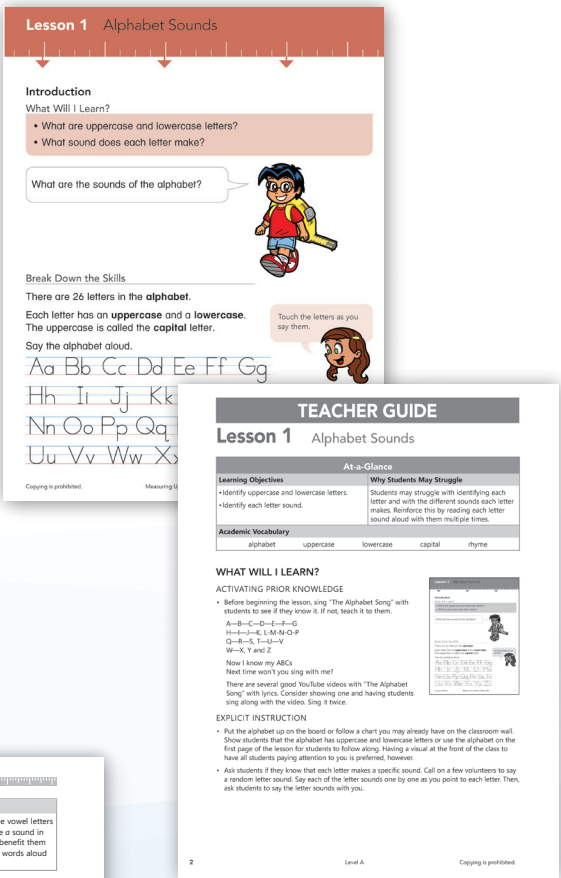 Lesson 1 Alphabet Sounds
Introduction
What Will I Learn?
• What are uppercase and lowercase letters?
• What sound does each letter make?
What are the sounds of the alphabet?
Break Down the Skills
There are 26 letters in the alphabet.
Each letter has an uppercase and a lowercase.
The uppercase is called the capital letter.
Say the alphabet aloud.
Touch the letters as you
say them.
Aa Bb Cc Dd Ee Ff Gg
Hh Ii Jj Kk
Nn Oo Pp Qq
Uu Vv Ww Xx
Copying is prohibited.
Measuring U
TEACHER GUIDE
Lesson 1 Alphabet Sounds
At-a-Glance
Learning Objectives
• Identify uppercase and lowercase letters.
• Identify each letter sound.
Why Students May Struggle
Students may struggle with identifying each
letter and with the different sounds each letter
makes. Reinforce this by reading each letter
sound aloud with them multiple times.
Academic Vocabulary
alphabet uppercase lowercase capital rhyme
WHAT WILL I LEARN?
ACTIVATING PRIOR KNOWLEDGE
• Before beginning the lesson, sing "The Alphabet Song" with
students to see if they know it. If not, teach it to them.
A—B—C—D—E—F—G
H—I—J—K, L-M-N-O-P
Q—R—S, T—U—V
W—X, Y and Z
Now I know my ABCs
Next time won't you sing with me?
There are several good YouTube videos with "The Alphabet
Song" with lyrics. Consider showing one and having students
sing along with the video. Sing it twice.
EXPLICIT INSTRUCTION
• Put the alphabet up on the board or follow a chart you may already have on the classroom wall.
Show students that the alphabet has uppercase and lowercase letters or use the alphabet on the
first page of the lesson for students to follow along. Having a visual at the front of the class to
have all students paying attention to you is preferred, however.
• Ask students if they know that each letter makes a specific sound. Call on a few volunteers to say
a random letter sound. Say each of the letter sounds one by one as you point to each letter. Then,
ask students to say the letter sounds with you.
2
Level A
Copying is prohibited.
e vowel letters
e a sound in
benefit them
words aloud